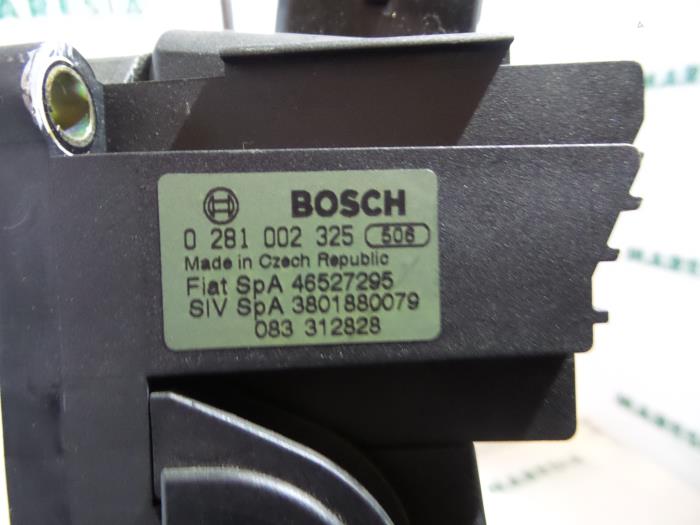 BOSCH
0 281 002 325 506
Made in Czech Republic
Fiat SpA 46527295
SIV SpA 3801880079
083 312828